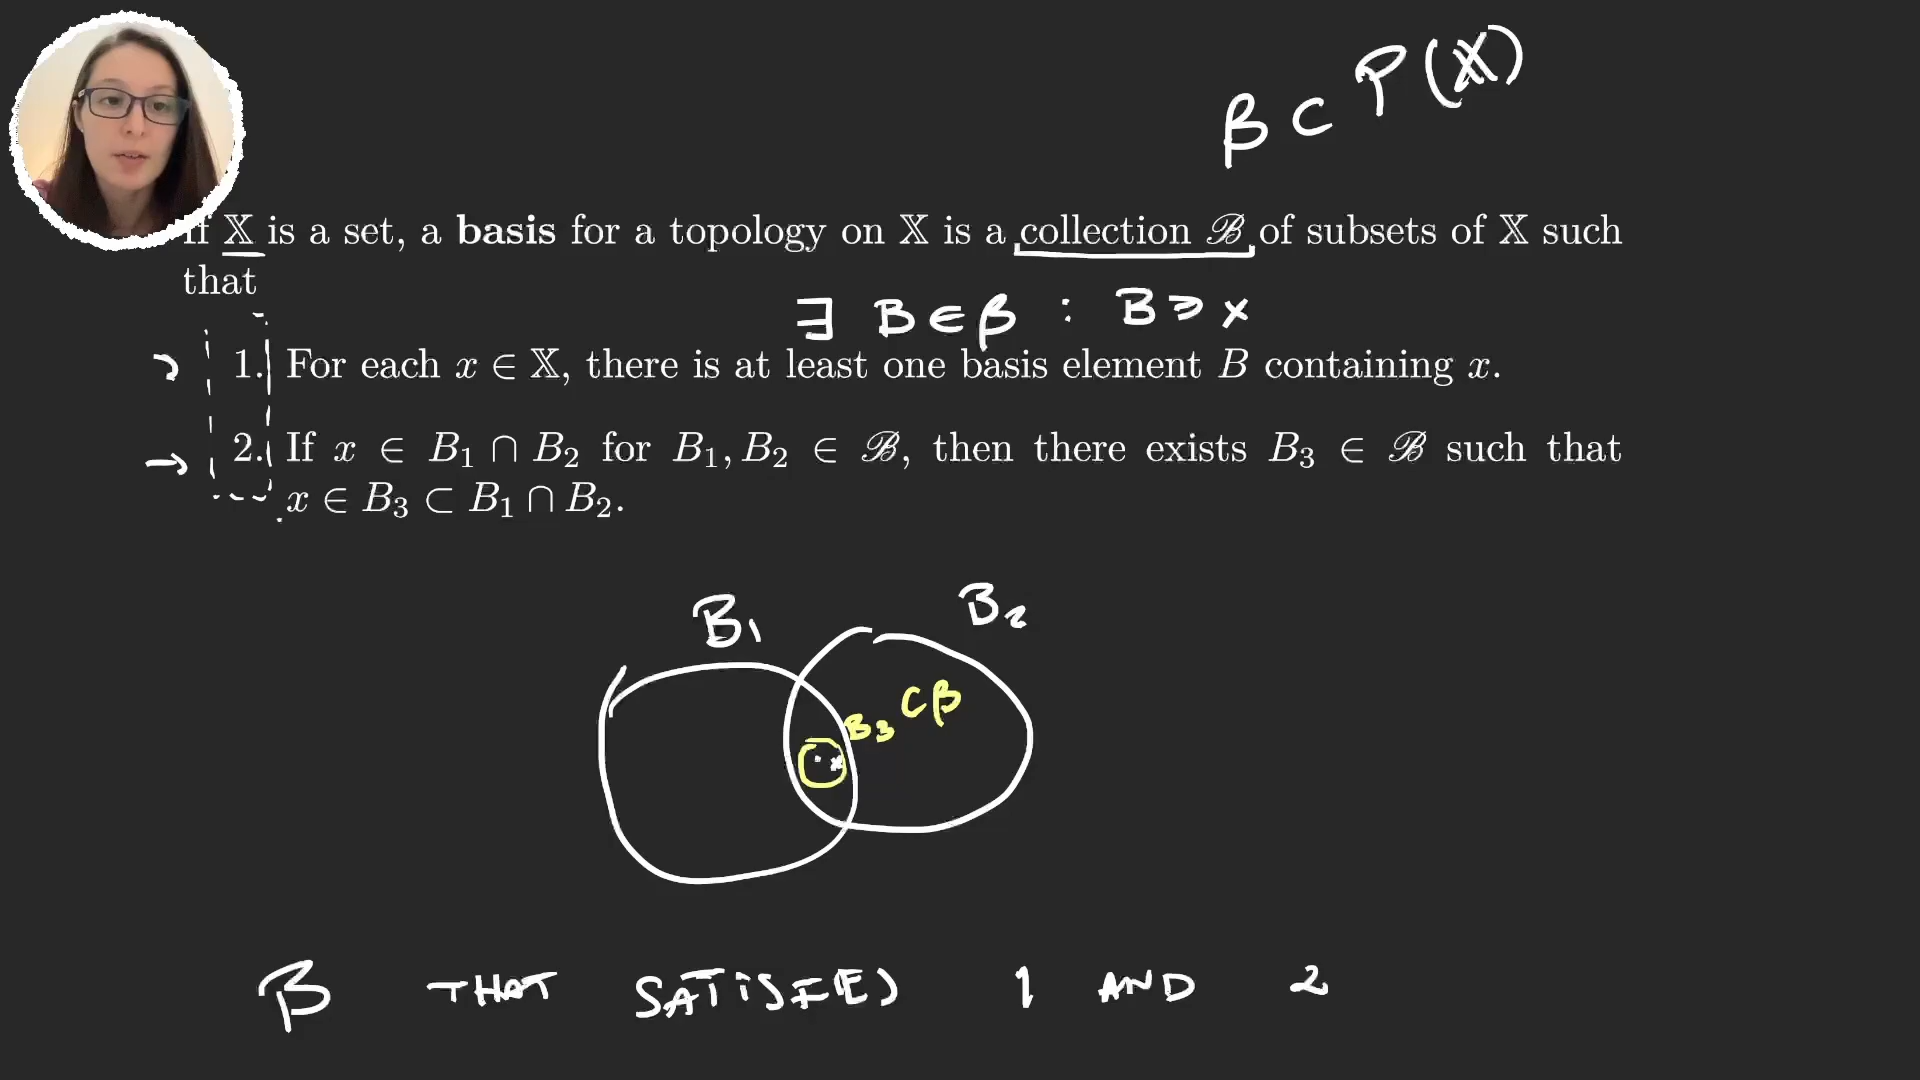 β ⊂ P(𝕏)
If 𝕏 is a set, a basis for a topology on 𝕏 is a collection ℬ of subsets of 𝕏 such
that
∃ B ∈ β : B ∋ x
1. For each x ∈ 𝕏, there is at least one basis element B containing x.
2. If x ∈ B₁ ∩ B₂ for B₁, B₂ ∈ ℬ, then there exists B₃ ∈ ℬ such that
x ∈ B₃ ⊂ B₁ ∩ B₂.
B₁
B₂
B₃ ⊂ β
x
β THAT SATISFIES 1 AND 2